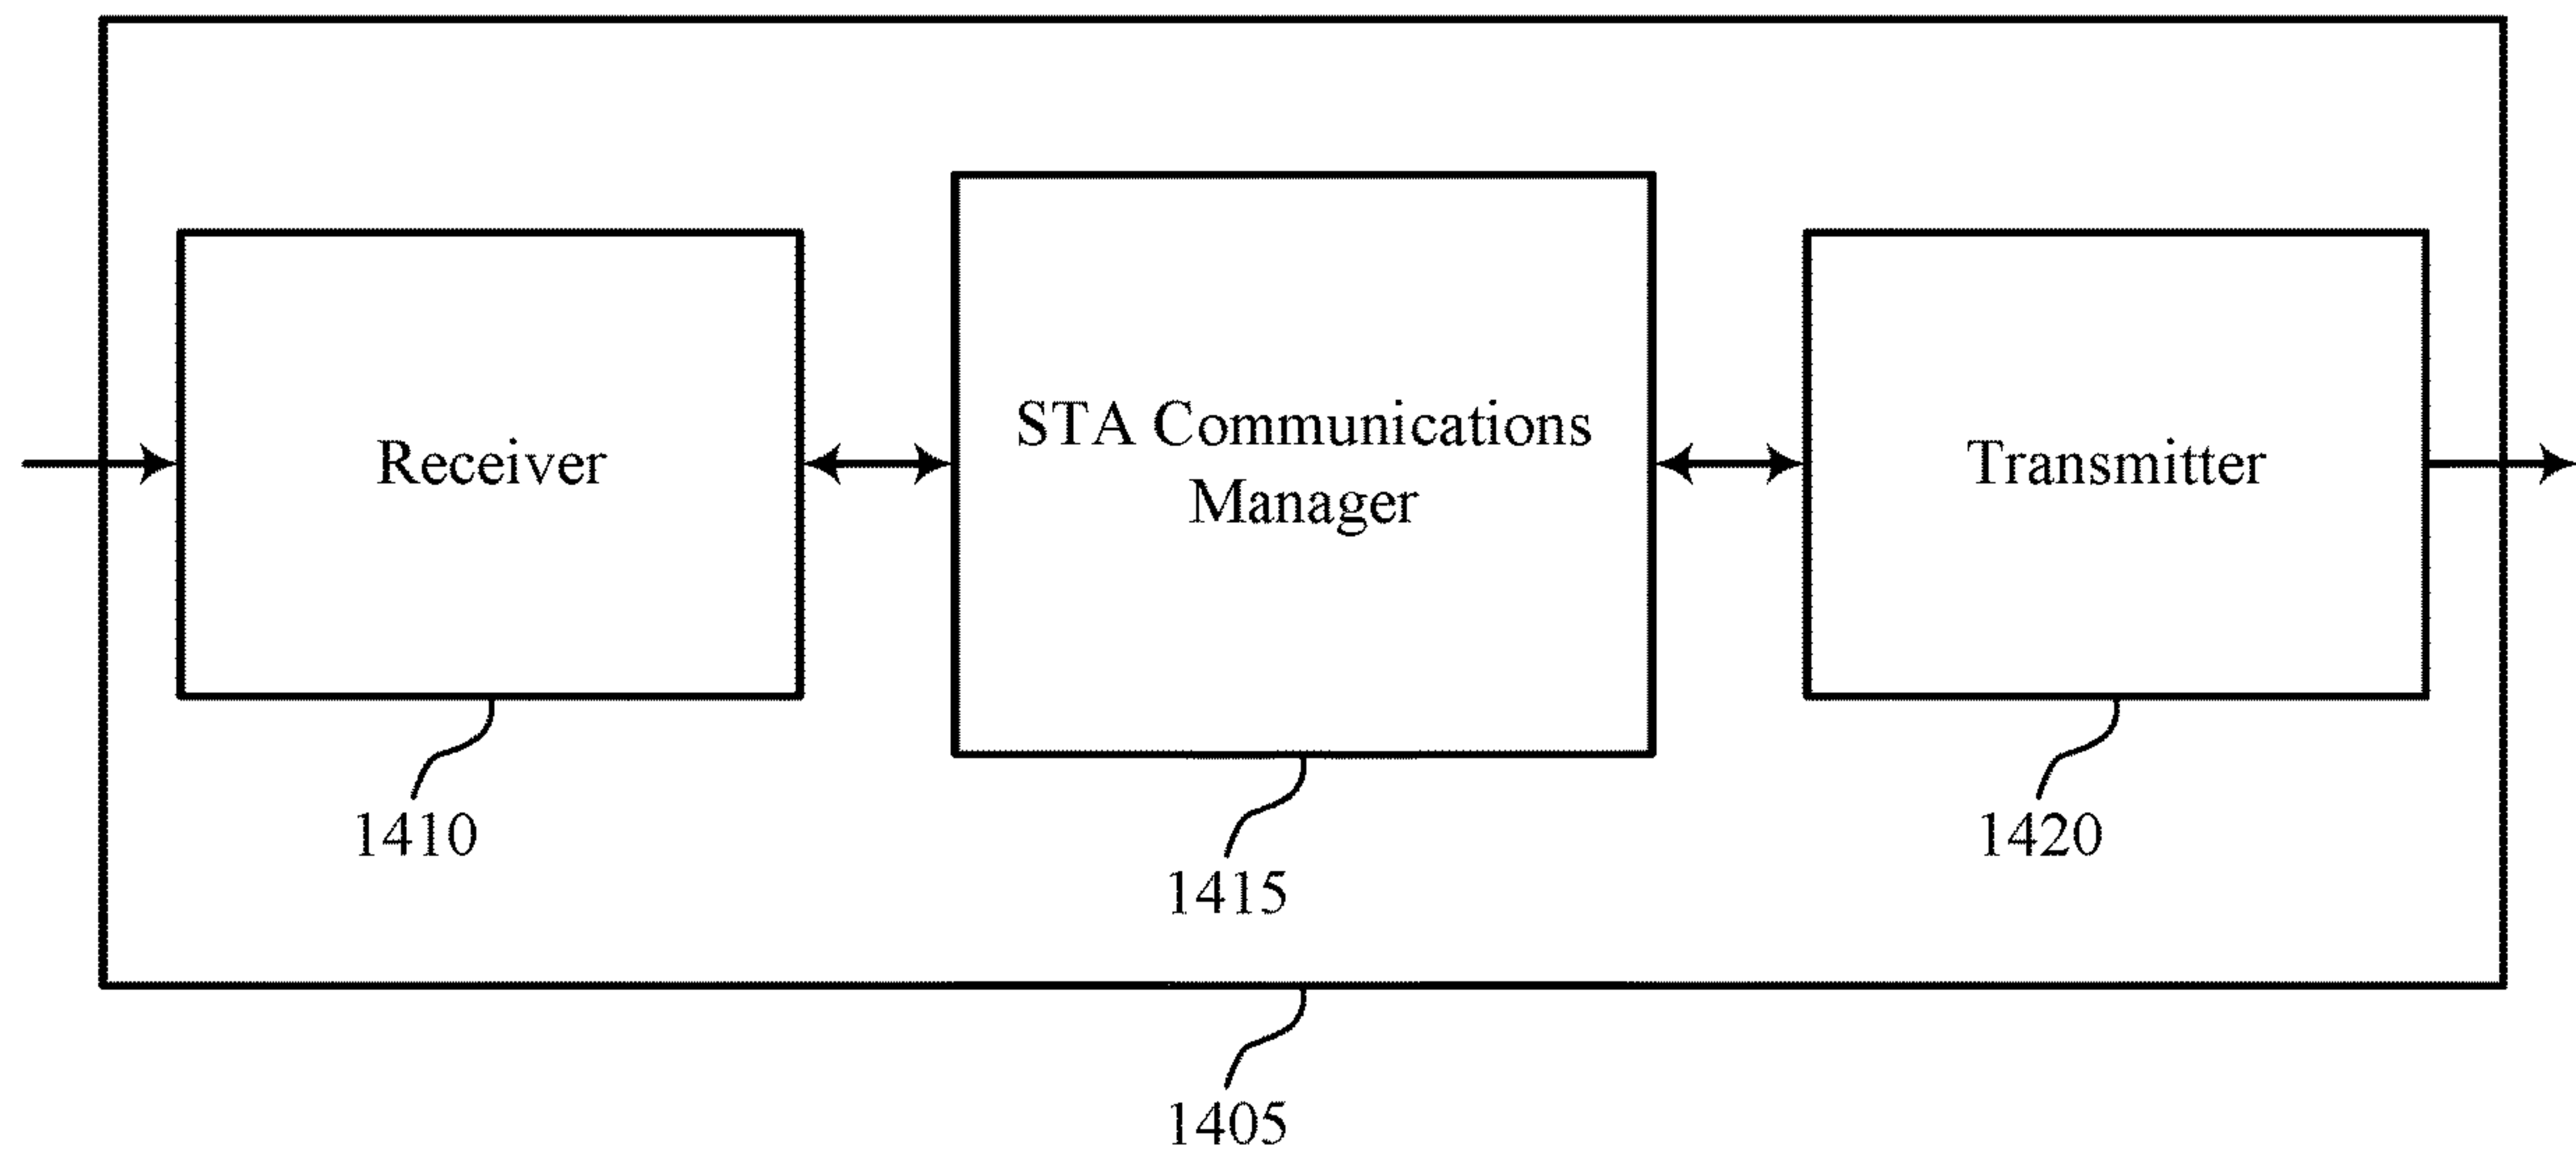 Receiver
STA Communications
Manager
Transmitter
1410
1415
1420
1405